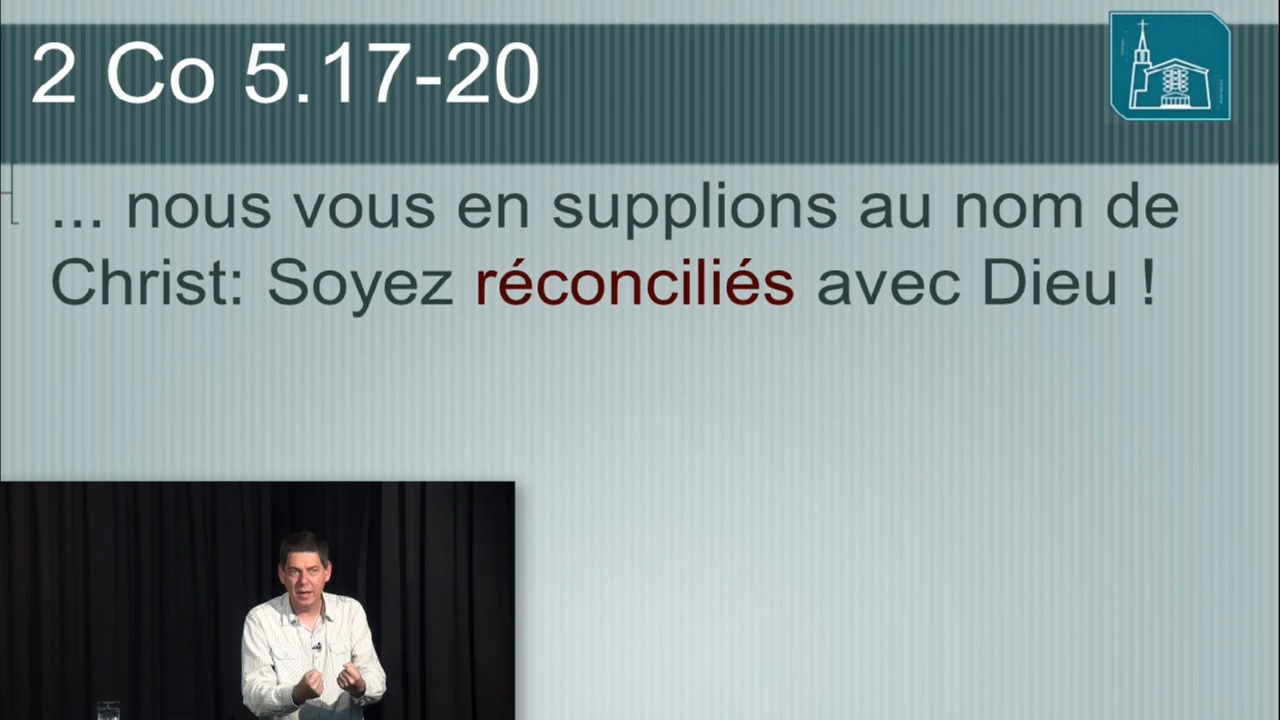 2 Co 5.17-20
... nous vous en supplions au nom de
Christ: Soyez réconciliés avec Dieu !